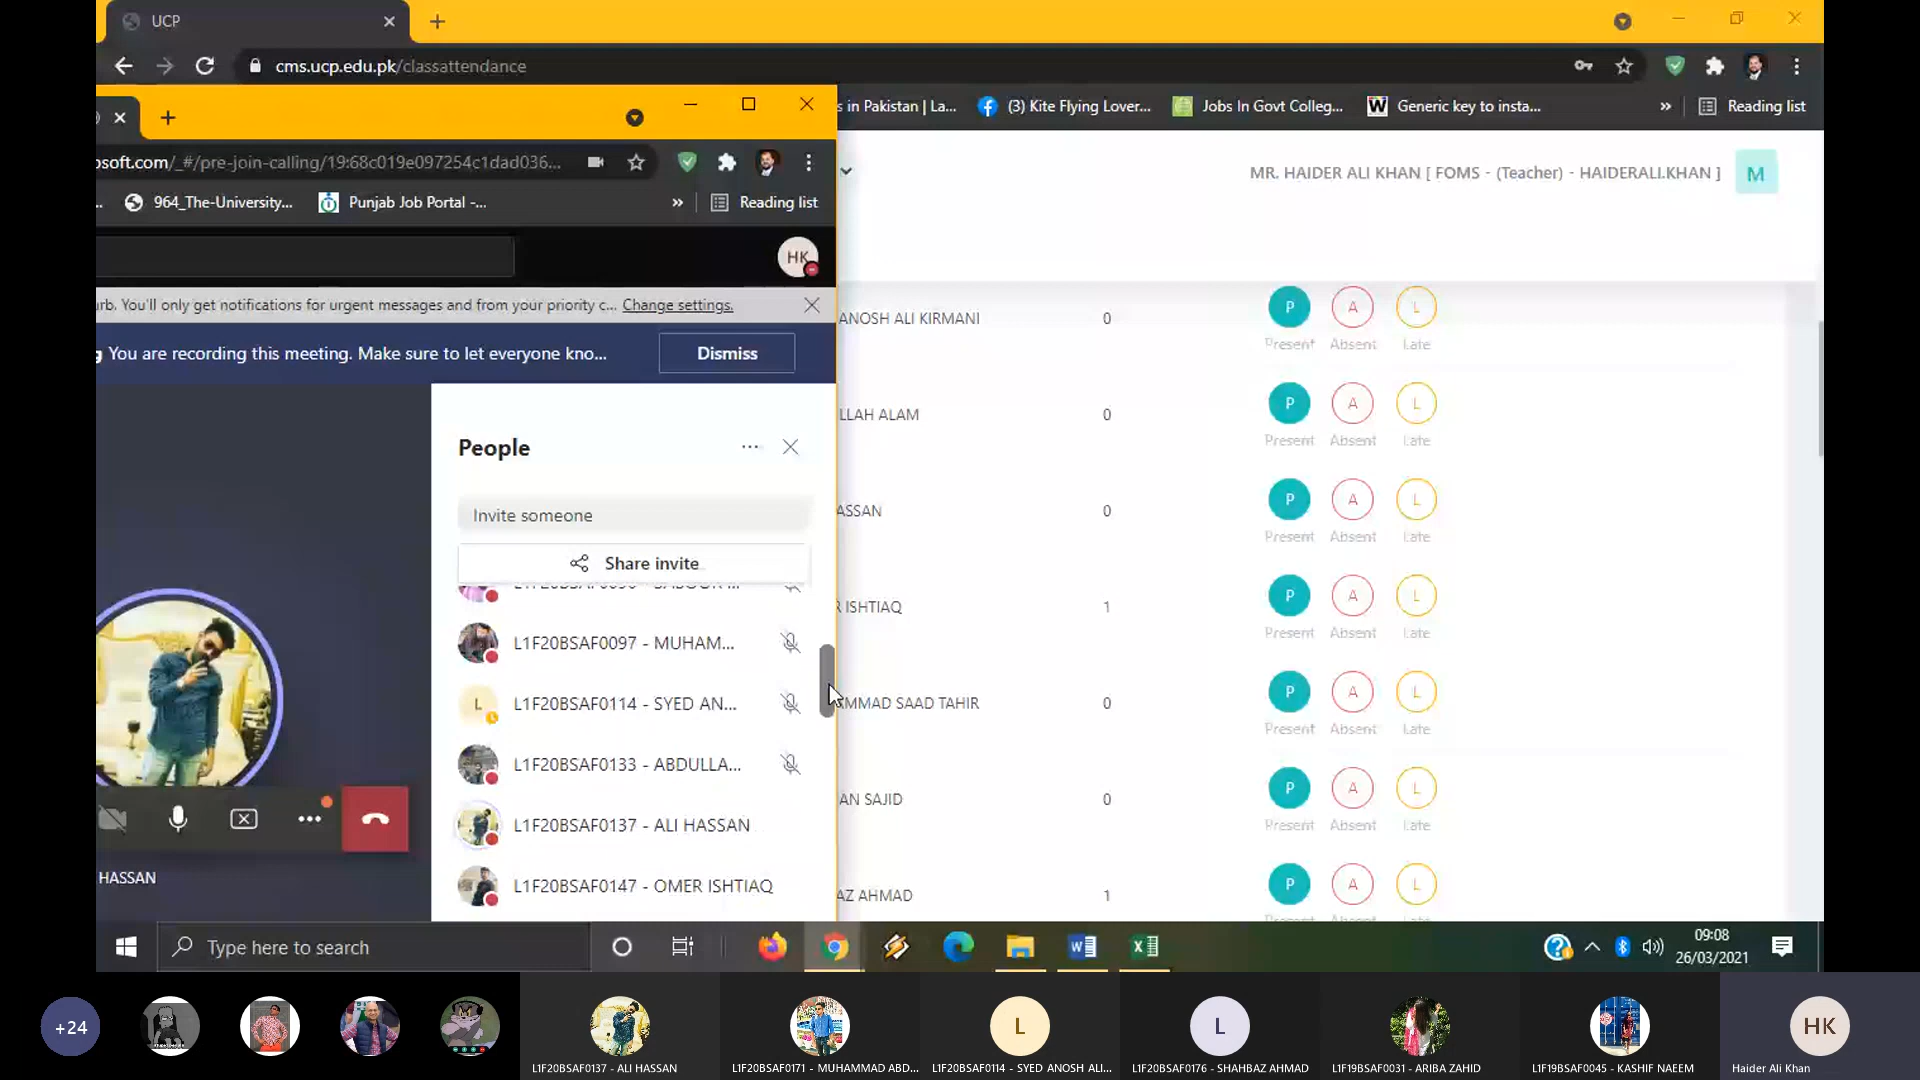 UCP
cms.ucp.edu.pk/classattendance
s in Pakistan | La...
(3) Kite Flying Lover...
Jobs In Govt Colleg...
W
Generic key to insta...
»
Reading list
osoft.com/_#/pre-join-calling/19:68c019e097254c1dad036...
964_The-University...
Punjab Job Portal -...
»
Reading list
MR. HAIDER ALI KHAN [ FOMS - (Teacher) - HAIDERALI.KHAN ]
M
HK
rb. You'll only get notifications for urgent messages and from your priority c... Change settings.
g You are recording this meeting. Make sure to let everyone kno...
Dismiss
People
Invite someone
Share invite
L1F20BSAF0097 - MUHAM...
L
L1F20BSAF0114 - SYED AN...
L1F20BSAF0133 - ABDULLA...
L1F20BSAF0137 - ALI HASSAN
L1F20BSAF0147 - OMER ISHTIAQ
HASSAN
ANOSH ALI KIRMANI 0 P A L
Present Absent Late
LLAH ALAM 0 P A L
Present Absent Late
ASSAN 0 P A L
Present Absent Late
R ISHTIAQ 1 P A L
Present Absent Late
AMMAD SAAD TAHIR 0 P A L
Present Absent Late
AN SAJID 0 P A L
Present Absent Late
AZ AHMAD 1 P A L
Type here to search
09:08
26/03/2021
+24
L
L
HK
L1F20BSAF0137 - ALI HASSAN
L1F20BSAF0171 - MUHAMMAD ABD...
L1F20BSAF0114 - SYED ANOSH ALI...
L1F20BSAF0176 - SHAHBAZ AHMAD
L1F19BSAF0031 - ARIBA ZAHID
L1F19BSAF0045 - KASHIF NAEEM
Haider Ali Khan